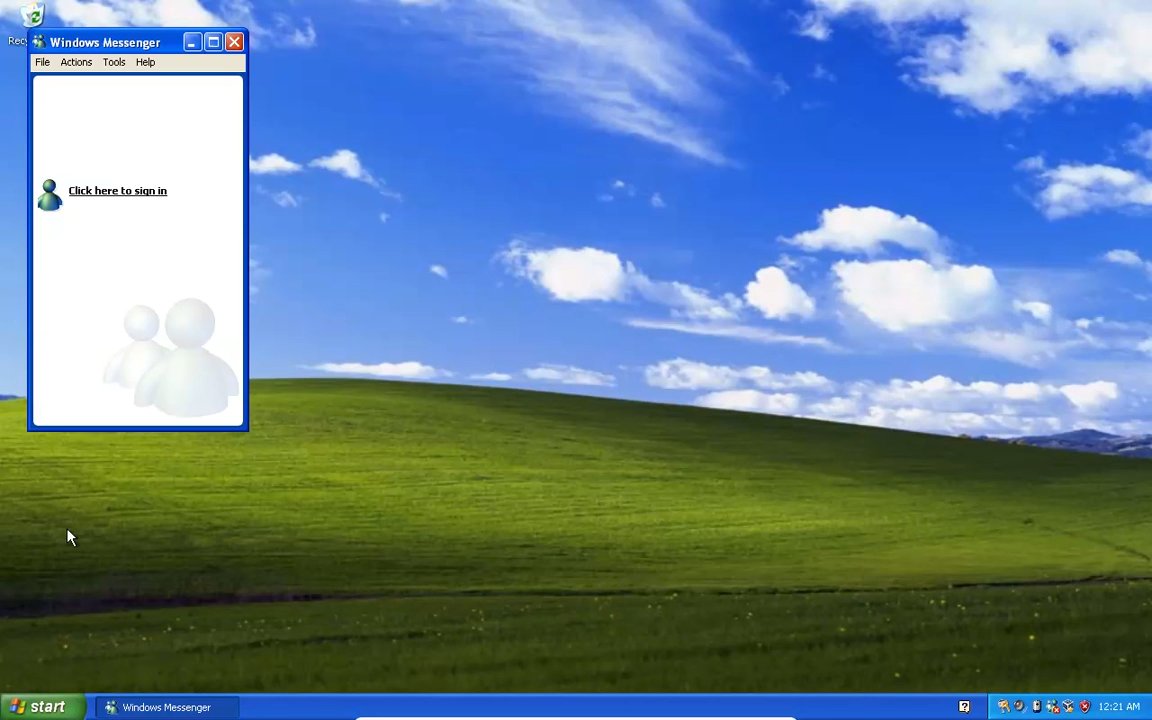 Windows Messenger
File Actions Tools Help
Click here to sign in
start
Windows Messenger
12:21 AM